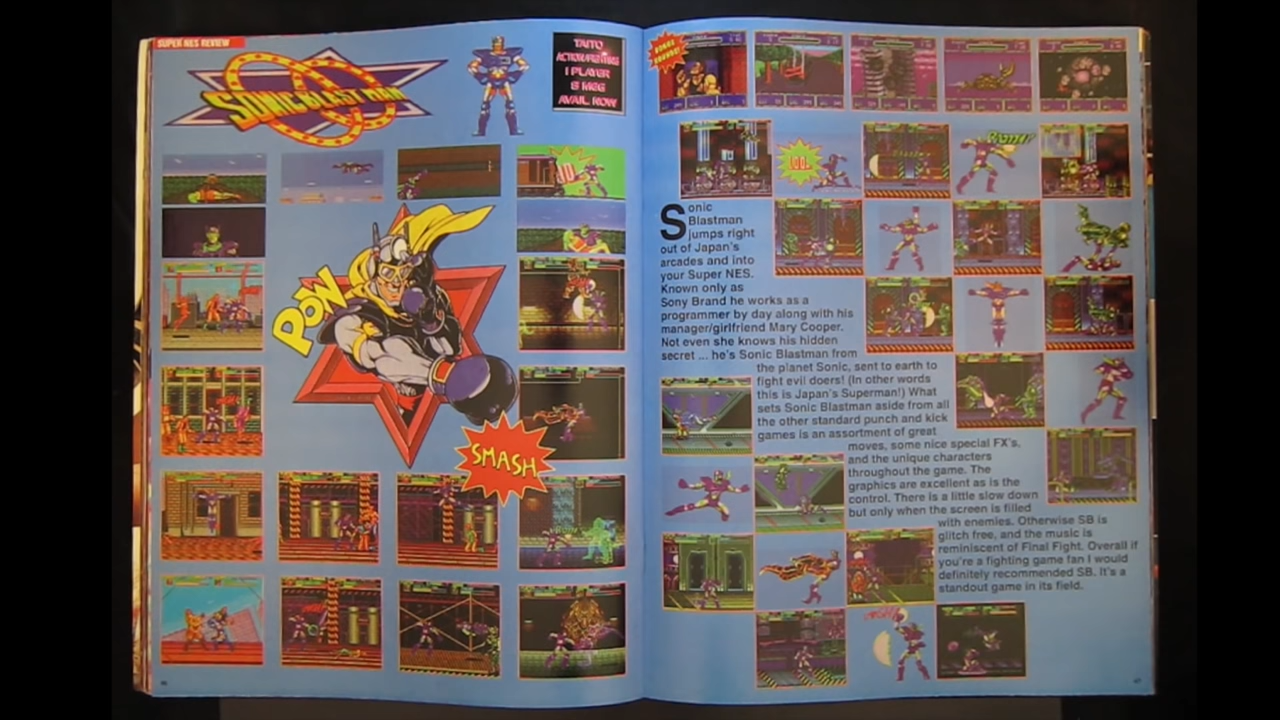 SUPER NES REVIEW
SONIC BLAST MAN
TAITO
ACTION/FIGHTING
1 PLAYER
8 MEG
AVAIL. NOW
POW
SMASH
BONUS
ROUNDS!
Sonic
Blastman
jumps right
out of Japan's
arcades and into
your Super NES.
Known only as
Sony Brand he works as a
programmer by day along with his
manager/girlfriend Mary Cooper.
Not even she knows his hidden
secret ... he's Sonic Blastman from
the planet Sonic, sent to earth to
fight evil doers! (In other words
this is Japan's Superman!) What
sets Sonic Blastman aside from all
the other standard punch and kick
games is an assortment of great
moves, some nice special FX's,
and the unique characters
throughout the game. The
graphics are excellent as is the
control. There is a little slow down
but only when the screen is filled
with enemies. Otherwise SB is
glitch free, and the music is
reminiscent of Final Fight. Overall if
you're a fighting game fan I would
definitely recommended SB. It's a
standout game in its field.